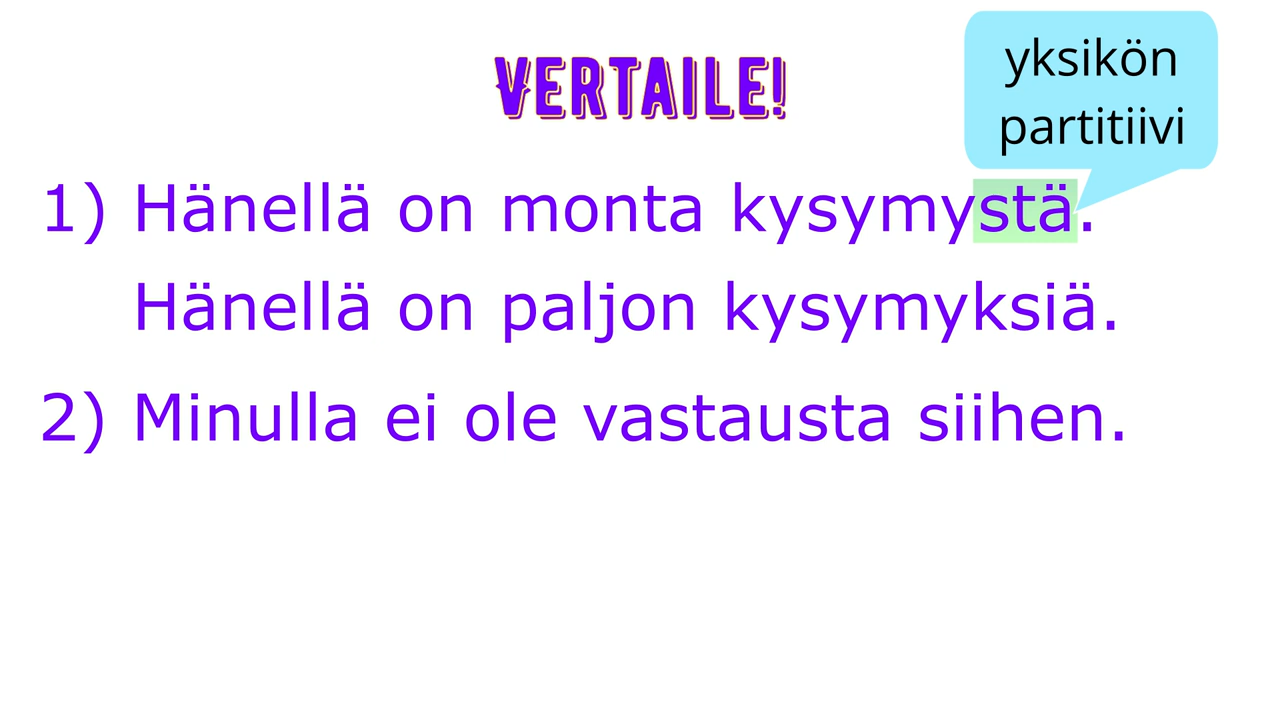 VERTAILE!
yksikön
partitiivi
1) Hänellä on monta kysymystä.
Hänellä on paljon kysymyksiä.
2) Minulla ei ole vastausta siihen.